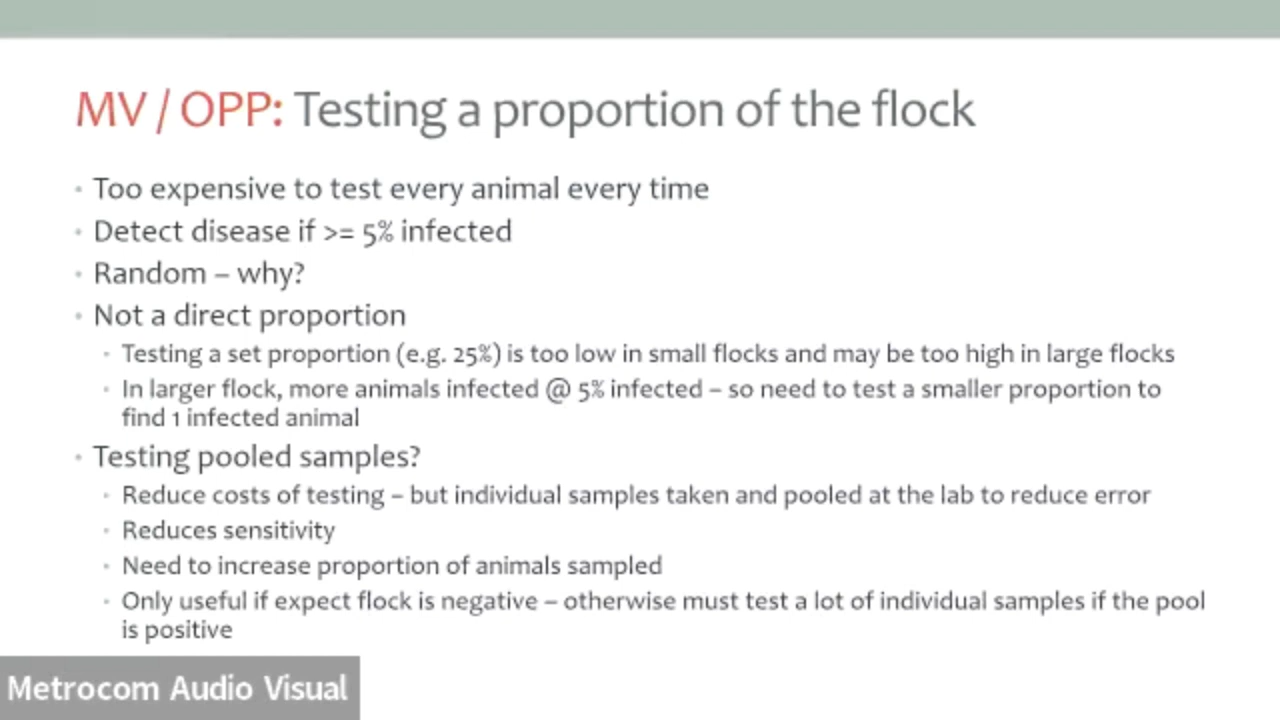 MV / OPP: Testing a proportion of the flock
• Too expensive to test every animal every time
• Detect disease if >= 5% infected
• Random – why?
• Not a direct proportion
• Testing a set proportion (e.g. 25%) is too low in small flocks and may be too high in large flocks
• In larger flock, more animals infected @ 5% infected – so need to test a smaller proportion to
find 1 infected animal
• Testing pooled samples?
• Reduce costs of testing – but individual samples taken and pooled at the lab to reduce error
• Reduces sensitivity
• Need to increase proportion of animals sampled
• Only useful if expect flock is negative – otherwise must test a lot of individual samples if the pool
is positive
Metrocom Audio Visual